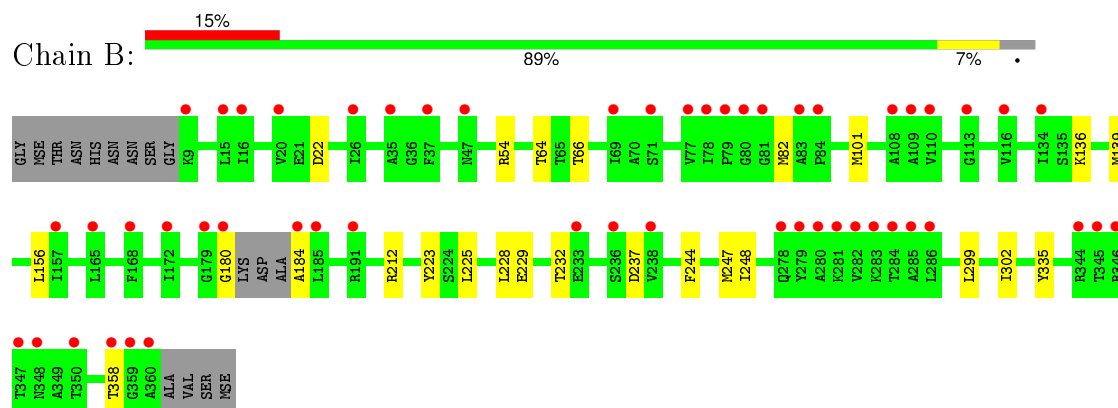 15%
Chain B:
89% 7% •
GLY MSE THR ASN HIS ASN ASN SER GLY K9 L15 I16 V20 E21 D22 I26 A35 G36 F37 N47 R54 T64 T65 T66 I69 A70 S71 V77 I78 P79 G80 G81 M82 A83 P84 M101 A108 A109 V110 G113 V116 I134 S135 K136 M139
L156 I157 L165 F168 I172 G179 G180 LYS ASP ALA A184 L185 R191 R212 Y223 S224 L225 L228 E229 T232 E233 S236 D237 V238 F244 M247 I248 Q278 Y279 A280 K281 V282 K283 T284 A285 L286 L299 I302 Y335 R344 T345
T347 N348 A349 T350 T358 G359 A360 ALA VAL SER MSE